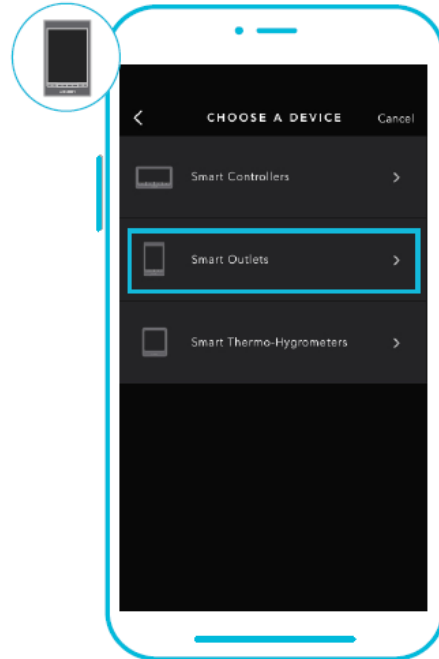 CHOOSE A DEVICE Cancel
Smart Controllers
Smart Outlets
Smart Thermo-Hygrometers